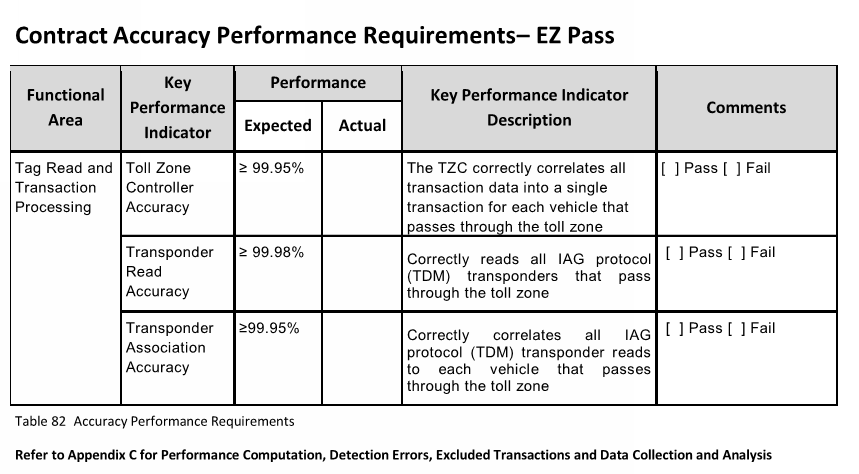 Contract Accuracy Performance Requirements– EZ Pass
Functional
Area
Key
Performance
Indicator
Performance
Expected
Actual
Key Performance Indicator
Description
Comments
Tag Read and
Transaction
Processing
Toll Zone
Controller
Accuracy
≥ 99.95%
The TZC correctly correlates all
transaction data into a single
transaction for each vehicle that
passes through the toll zone
[ ] Pass [ ] Fail
Transponder
Read
Accuracy
≥ 99.98%
Correctly reads all IAG protocol
(TDM) transponders that pass
through the toll zone
[ ] Pass [ ] Fail
Transponder
Association
Accuracy
≥99.95%
Correctly correlates all IAG
protocol (TDM) transponder reads
to each vehicle that passes
through the toll zone
[ ] Pass [ ] Fail
Table 82 Accuracy Performance Requirements
Refer to Appendix C for Performance Computation, Detection Errors, Excluded Transactions and Data Collection and Analysis